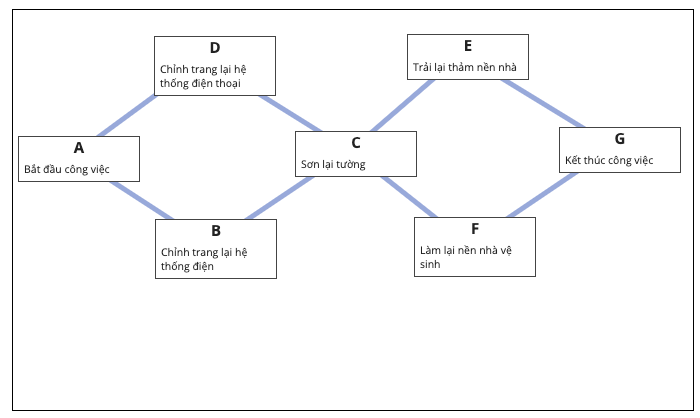 D
Chỉnh trang lại hệ
thống điện thoại
E
Trải lại thảm nền nhà
A
Bắt đầu công việc
C
Sơn lại tường
G
Kết thúc công việc
B
Chỉnh trang lại hệ
thống điện
F
Làm lại nền nhà vệ
sinh